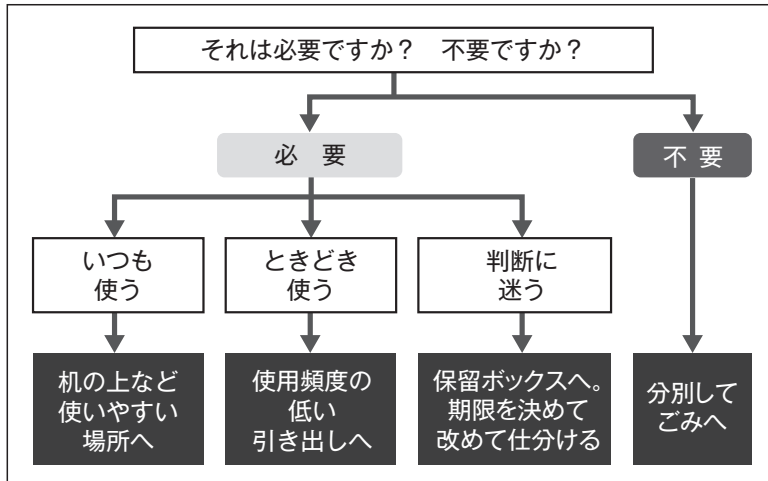 それは必要ですか？　不要ですか？
必　要
不 要
いつも
使う
ときどき
使う
判断に
迷う
机の上など
使いやすい
場所へ
使用頻度の
低い
引き出しへ
保留ボックスへ。
期限を決めて
改めて仕分ける
分別して
ごみへ